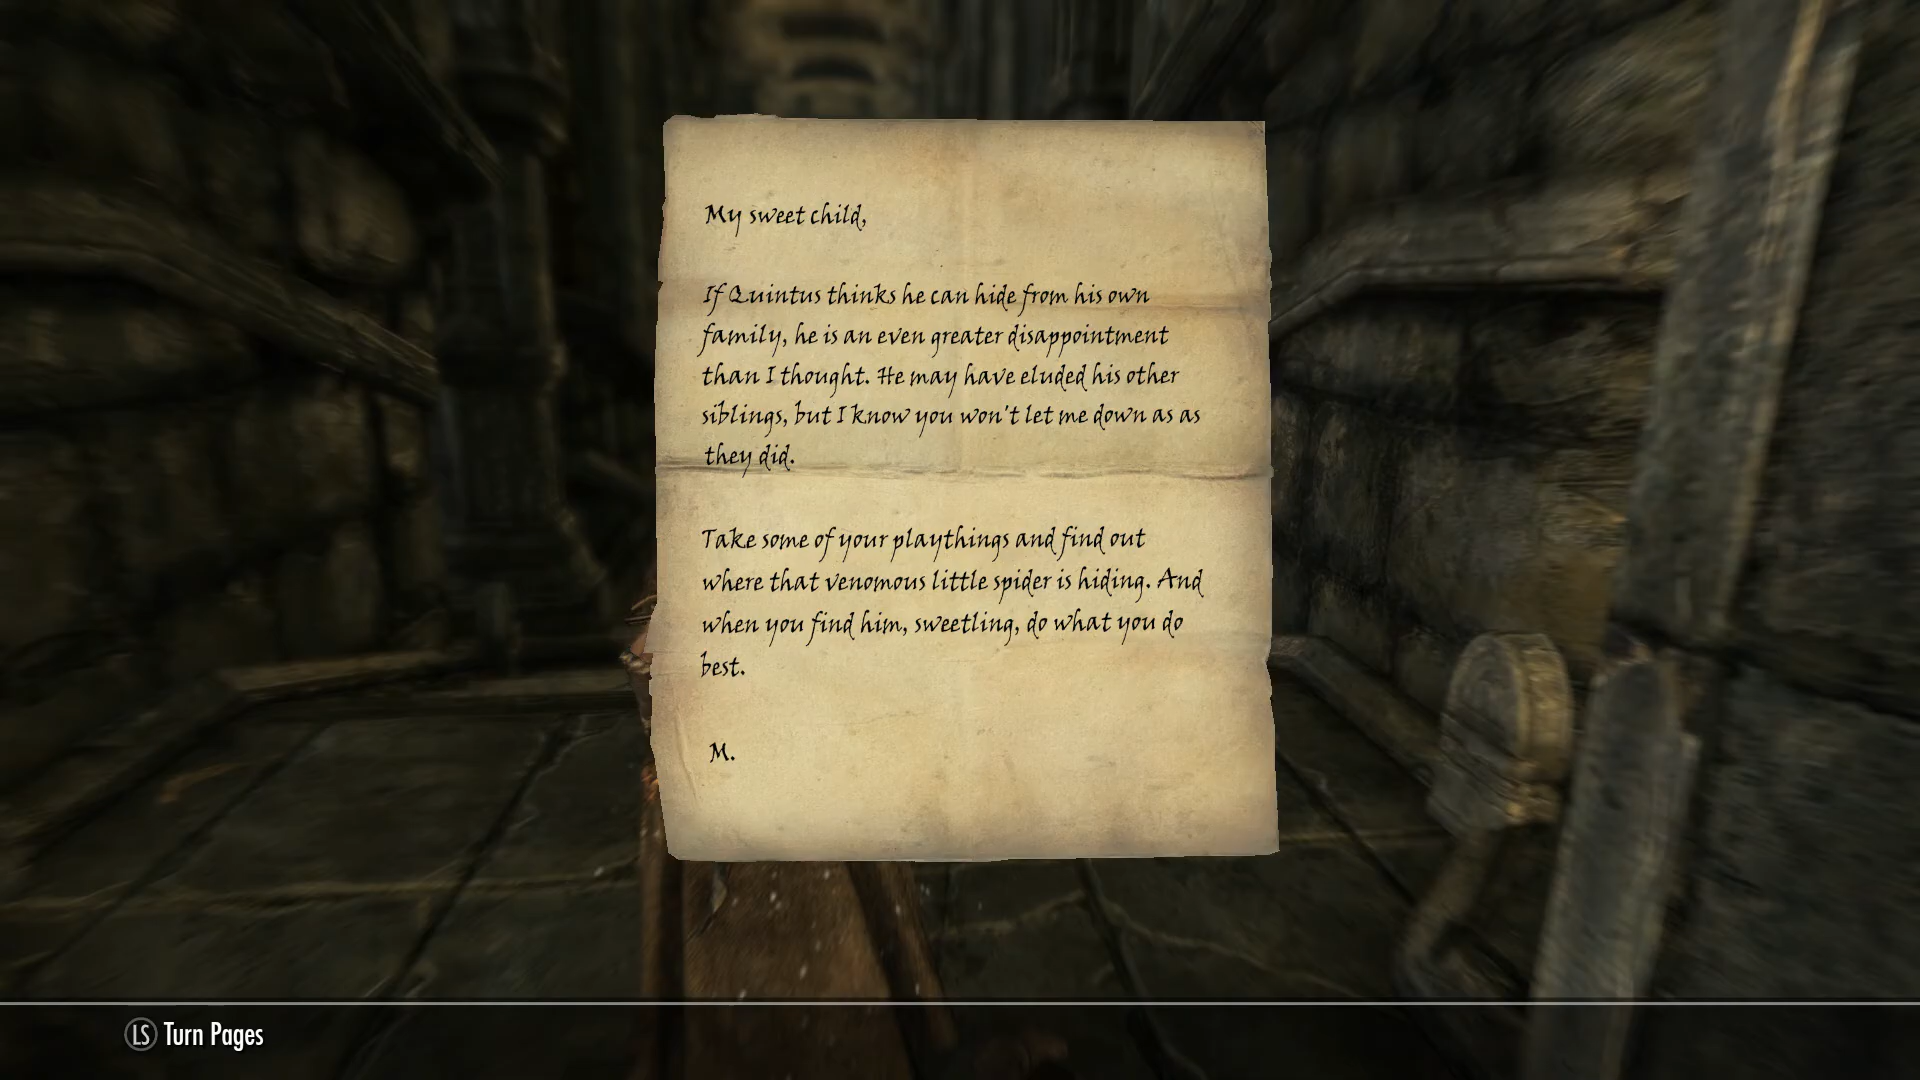 My sweet child,
If Quintus thinks he can hide from his own
family, he is an even greater disappointment
than I thought. He may have eluded his other
siblings, but I know you won't let me down as as
they did.
Take some of your playthings and find out
where that venomous little spider is hiding. And
when you find him, sweetling, do what you do
best.
M.
LS Turn Pages